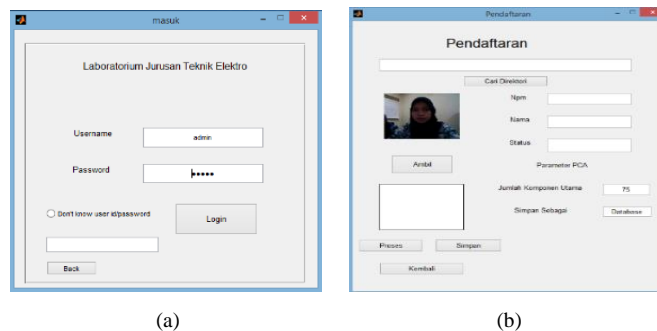 masuk
Laboratorium Jurusan Teknik Elektro
Username
admin
Password
•••••
Don't know user id/password
Login
Back
(a)
Pendaftaran
Pendaftaran
Cari Direktori
Npm
Nama
Status
Ambil
Parameter PCA
Jumlah Komponen Utama
75
Simpan Sebagai
Database
Proses
Simpan
Kembali
(b)